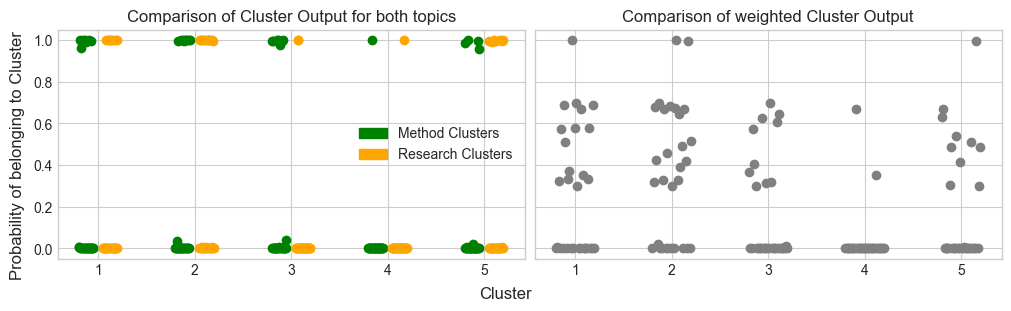 Comparison of Cluster Output for both topics
Comparison of weighted Cluster Output
Probability of belonging to Cluster
1.0
0.8
0.6
0.4
0.2
0.0
Method Clusters
Research Clusters
1 2 3 4 5
1 2 3 4 5
Cluster